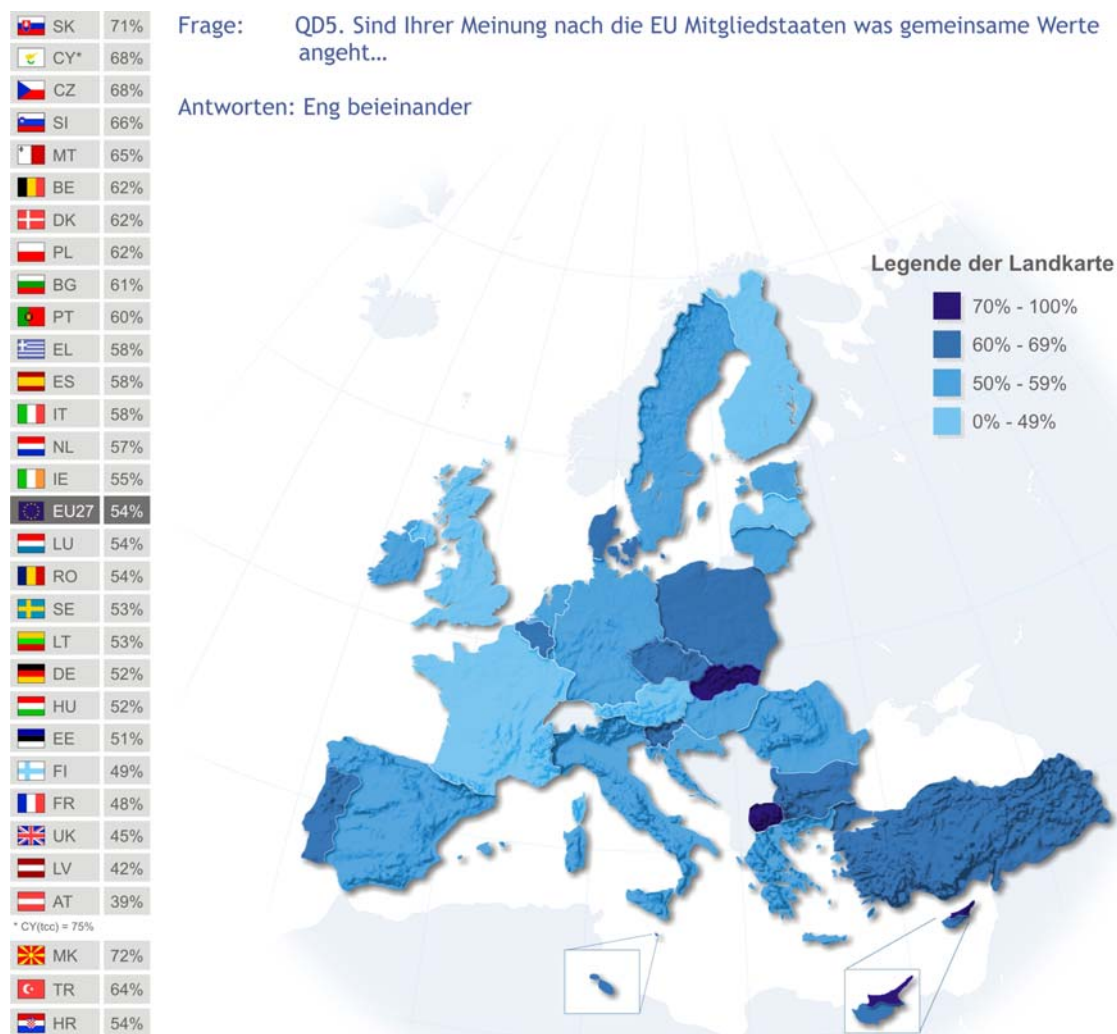 SK 71%
CY* 68%
CZ 68%
SI 66%
MT 65%
BE 62%
DK 62%
PL 62%
BG 61%
PT 60%
EL 58%
ES 58%
IT 58%
NL 57%
IE 55%
EU27 54%
LU 54%
RO 54%
SE 53%
LT 53%
DE 52%
HU 52%
EE 51%
FI 49%
FR 48%
UK 45%
LV 42%
AT 39%
* CY(tcc) = 75%
MK 72%
TR 64%
HR 54%
Frage: QD5. Sind Ihrer Meinung nach die EU Mitgliedstaaten was gemeinsame Werte
angeht…
Antworten: Eng beieinander
Legende der Landkarte
70% - 100%
60% - 69%
50% - 59%
0% - 49%